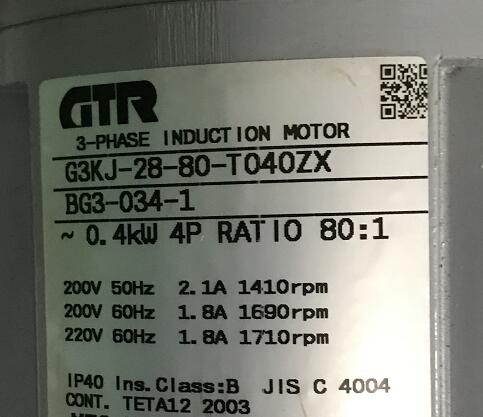 GTR
3-PHASE INDUCTION MOTOR
G3KJ-28-80-T040ZX
BG3-034-1
~ 0.4kW 4P RATIO 80:1
200V 50Hz 2.1A 1410rpm
200V 60Hz 1.8A 1690rpm
220V 60Hz 1.8A 1710rpm
IP40 Ins.Class:B JIS C 4004
CONT. TETA12 2003